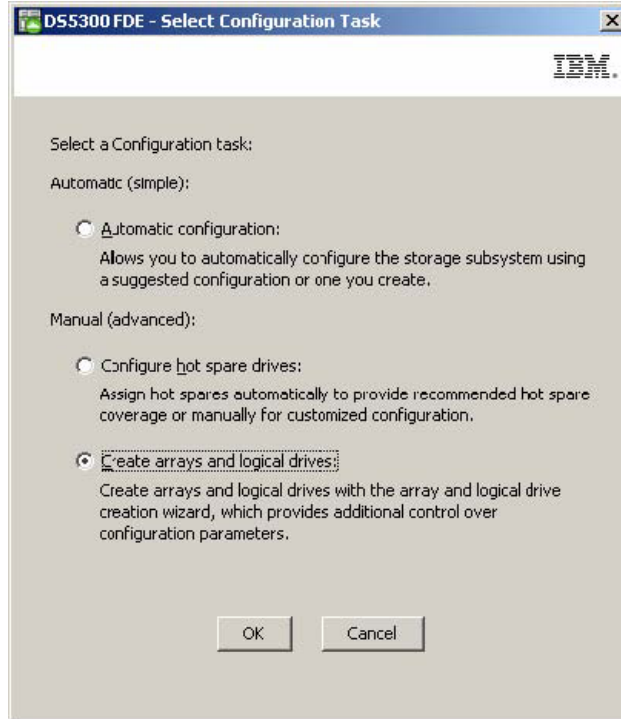 DS5300 FDE - Select Configuration Task
IBM.
Select a Configuration task:
Automatic (simple):
Automatic configuration:
Allows you to automatically configure the storage subsystem using
a suggested configuration or one you create.
Manual (advanced):
Configure hot spare drives:
Assign hot spares automatically to provide recommended hot spare
coverage or manually for customized configuration.
Create arrays and logical drives:
Create arrays and logical drives with the array and logical drive
creation wizard, which provides additional control over
configuration parameters.
OK
Cancel